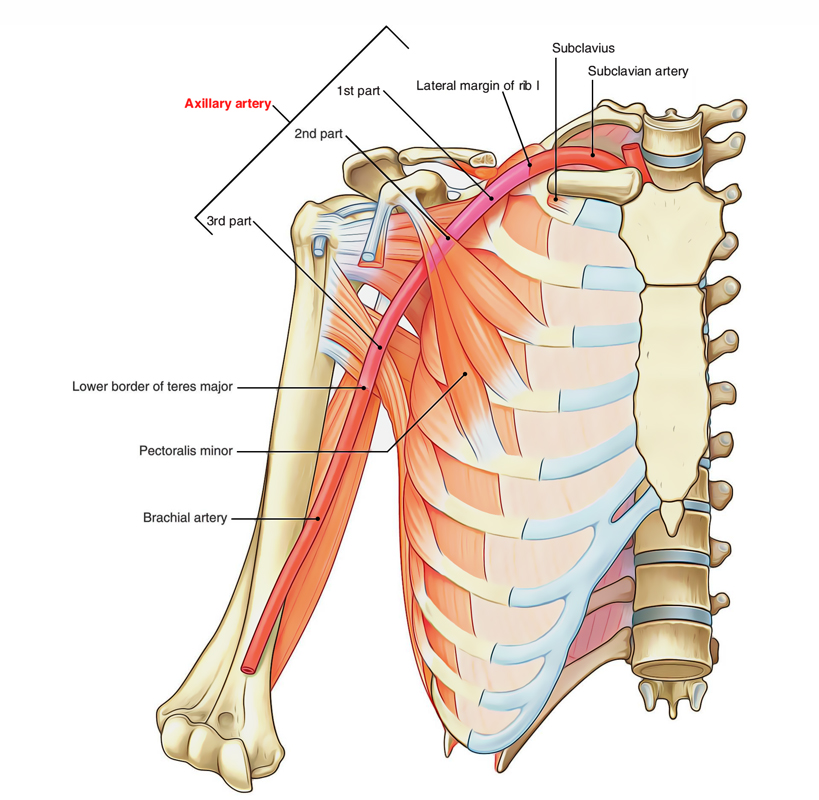 Subclavius
Subclavian artery
Lateral margin of rib I
1st part
Axillary artery
2nd part
3rd part
Lower border of teres major
Pectoralis minor
Brachial artery